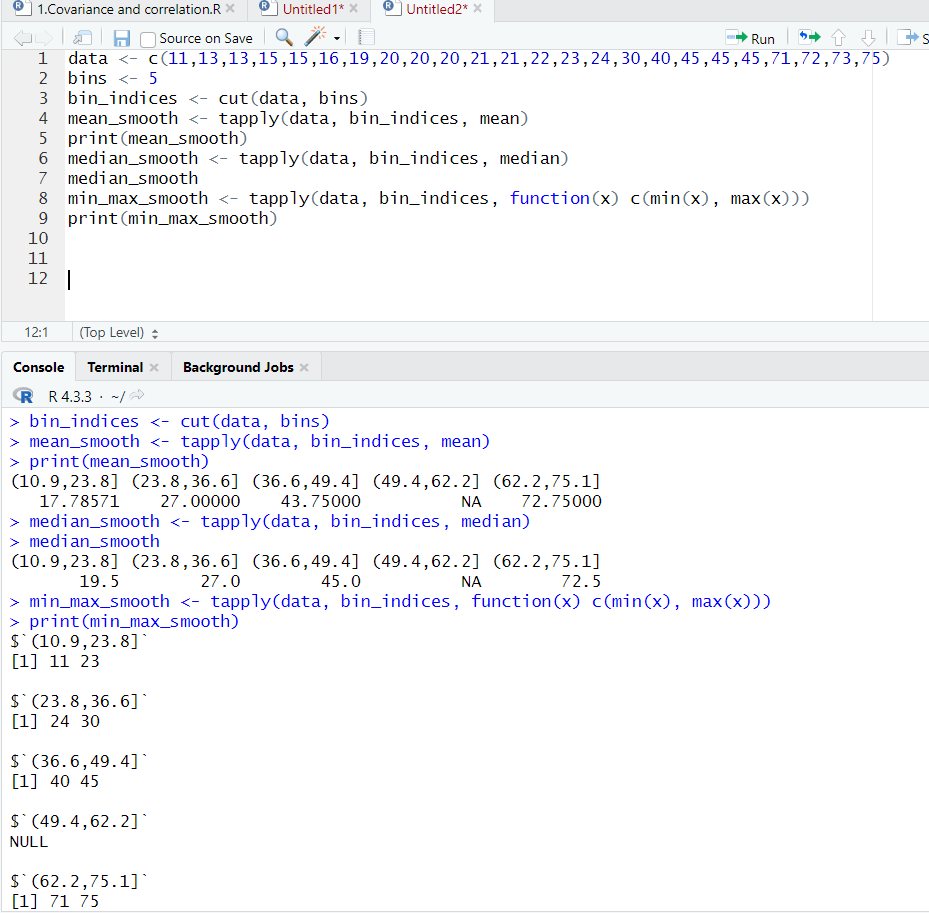 1.Covariance and correlation.R Untitled1* Untitled2*
Source on Save Run S
1 data <- c(11,13,13,15,15,16,19,20,20,20,21,21,22,23,24,30,40,45,45,45,71,72,73,75)
2 bins <- 5
3 bin_indices <- cut(data, bins)
4 mean_smooth <- tapply(data, bin_indices, mean)
5 print(mean_smooth)
6 median_smooth <- tapply(data, bin_indices, median)
7 median_smooth
8 min_max_smooth <- tapply(data, bin_indices, function(x) c(min(x), max(x)))
9 print(min_max_smooth)
10
11
12
12:1 (Top Level)
Console Terminal Background Jobs
R R 4.3.3 · ~/
> bin_indices <- cut(data, bins)
> mean_smooth <- tapply(data, bin_indices, mean)
> print(mean_smooth)
(10.9,23.8] (23.8,36.6] (36.6,49.4] (49.4,62.2] (62.2,75.1]
17.78571 27.00000 43.75000 NA 72.75000
> median_smooth <- tapply(data, bin_indices, median)
> median_smooth
(10.9,23.8] (23.8,36.6] (36.6,49.4] (49.4,62.2] (62.2,75.1]
19.5 27.0 45.0 NA 72.5
> min_max_smooth <- tapply(data, bin_indices, function(x) c(min(x), max(x)))
> print(min_max_smooth)
$`(10.9,23.8]`
[1] 11 23
$`(23.8,36.6]`
[1] 24 30
$`(36.6,49.4]`
[1] 40 45
$`(49.4,62.2]`
NULL
$`(62.2,75.1]`
[1] 71 75